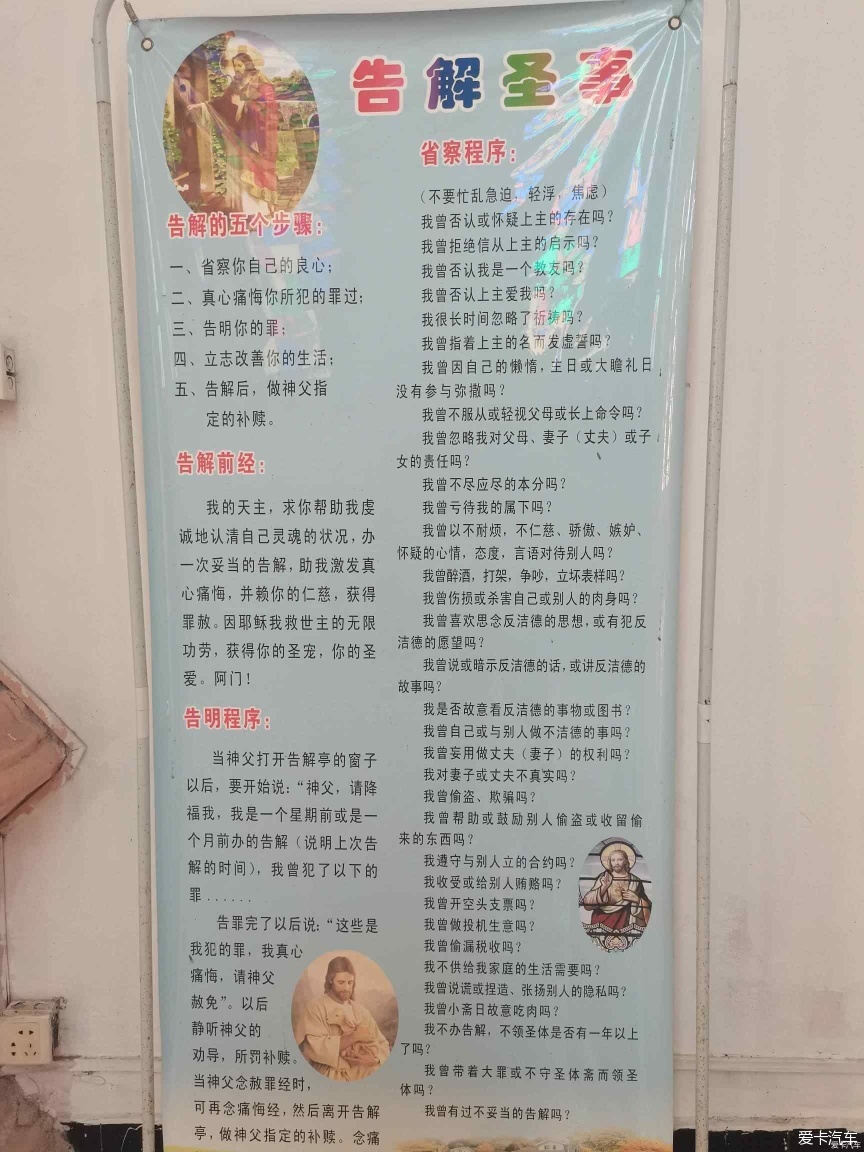 告解圣事
告解的五个步骤：
一、省察你自己的良心；
二、真心痛悔你所犯的罪过；
三、告明你的罪；
四、立志改善你的生活；
五、告解后，做神父指
定的补赎。
告解前经：
我的天主，求你帮助我虔
诚地认清自己灵魂的状况，办
一次妥当的告解，助我激发真
心痛悔，并赖你的仁慈，获得
罪赦。因耶稣我救世主的无限
功劳，获得你的圣宠，你的圣
爱。阿门！
告明程序：
当神父打开告解亭的窗子
以后，要开始说：“神父，请降
福我，我是一个星期前或是一
个月前办的告解（说明上次告
解的时间），我曾犯了以下的
罪......
告罪完了以后说：“这些是
我犯的罪，我真心
痛悔，请神父
赦免”。以后
静听神父的
劝导，所罚补赎。
当神父念赦罪经时，
可再念痛悔经，然后离开告解
亭，做神父指定的补赎。念痛
省察程序：
（不要忙乱急迫，轻浮，焦虑）
我曾否认或怀疑上主的存在吗？
我曾拒绝信从上主的启示吗？
我曾否认我是一个教友吗？
我曾否认上主爱我吗？
我很长时间忽略了祈祷吗？
我曾指着上主的名而发虚誓吗？
我曾因自己的懒惰，主日或大瞻礼日，
没有参与弥撒吗？
我曾不服从或轻视父母或长上命令吗？
我曾忽略我对父母、妻子（丈夫）或子
女的责任吗？
我曾不尽应尽的本分吗？
我曾亏待我的属下吗？
我曾以不耐烦，不仁慈、骄傲、嫉妒、
怀疑的心情，态度，言语对待别人吗？
我曾醉酒，打架，争吵，立坏表样吗？
我曾伤损或杀害自己或别人的肉身吗？
我曾喜欢思念反洁德的思想，或有犯反
洁德的愿望吗？
我曾说或暗示反洁德的话，或讲反洁德的
故事吗？
我是否故意看反洁德的事物或图书？
我曾自己或与别人做不洁德的事吗？
我曾妄用做丈夫（妻子）的权利吗？
我对妻子或丈夫不真实吗？
我曾偷盗、欺骗吗？
我曾帮助或鼓励别人偷盗或收留偷
来的东西吗？
我遵守与别人立的合约吗？
我收受或给别人贿赂吗？
我曾开空头支票吗？
我曾做投机生意吗？
我曾偷漏税收吗？
我不供给我家庭的生活需要吗？
我曾说谎或捏造、张扬别人的隐私吗？
我曾小斋日故意吃肉吗？
我不办告解，不领圣体是否有一年以上
了吗？
我曾带着大罪或不守圣体斋而领圣
体吗？
我曾有过不妥当的告解吗？
爱卡汽车
爱卡汽车